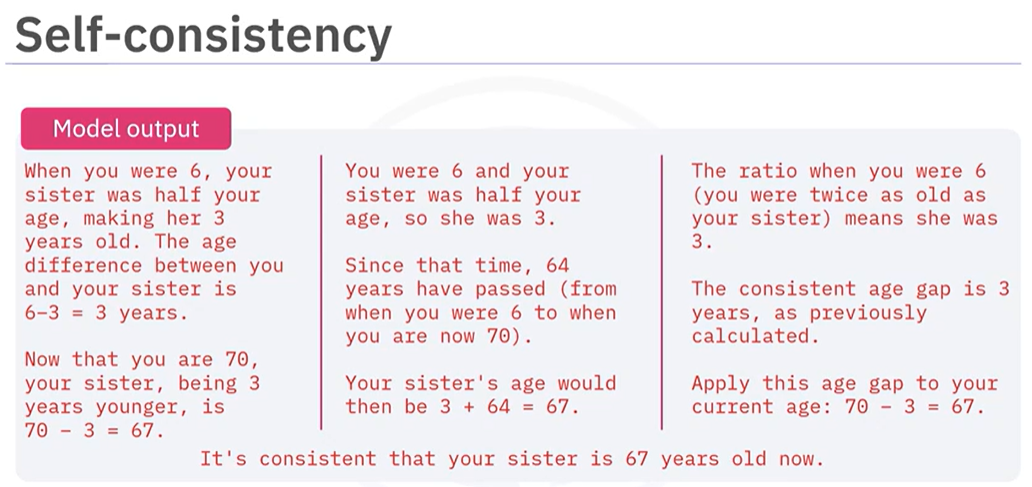 Self-consistency
Model output
When you were 6, your
sister was half your
age, making her 3
years old. The age
difference between you
and your sister is
6–3 = 3 years.
Now that you are 70,
your sister, being 3
years younger, is
70 – 3 = 67.
You were 6 and your
sister was half your
age, so she was 3.
Since that time, 64
years have passed (from
when you were 6 to when
you are now 70).
Your sister's age would
then be 3 + 64 = 67.
The ratio when you were 6
(you were twice as old as
your sister) means she was
3.
The consistent age gap is 3
years, as previously
calculated.
Apply this age gap to your
current age: 70 – 3 = 67.
It's consistent that your sister is 67 years old now.